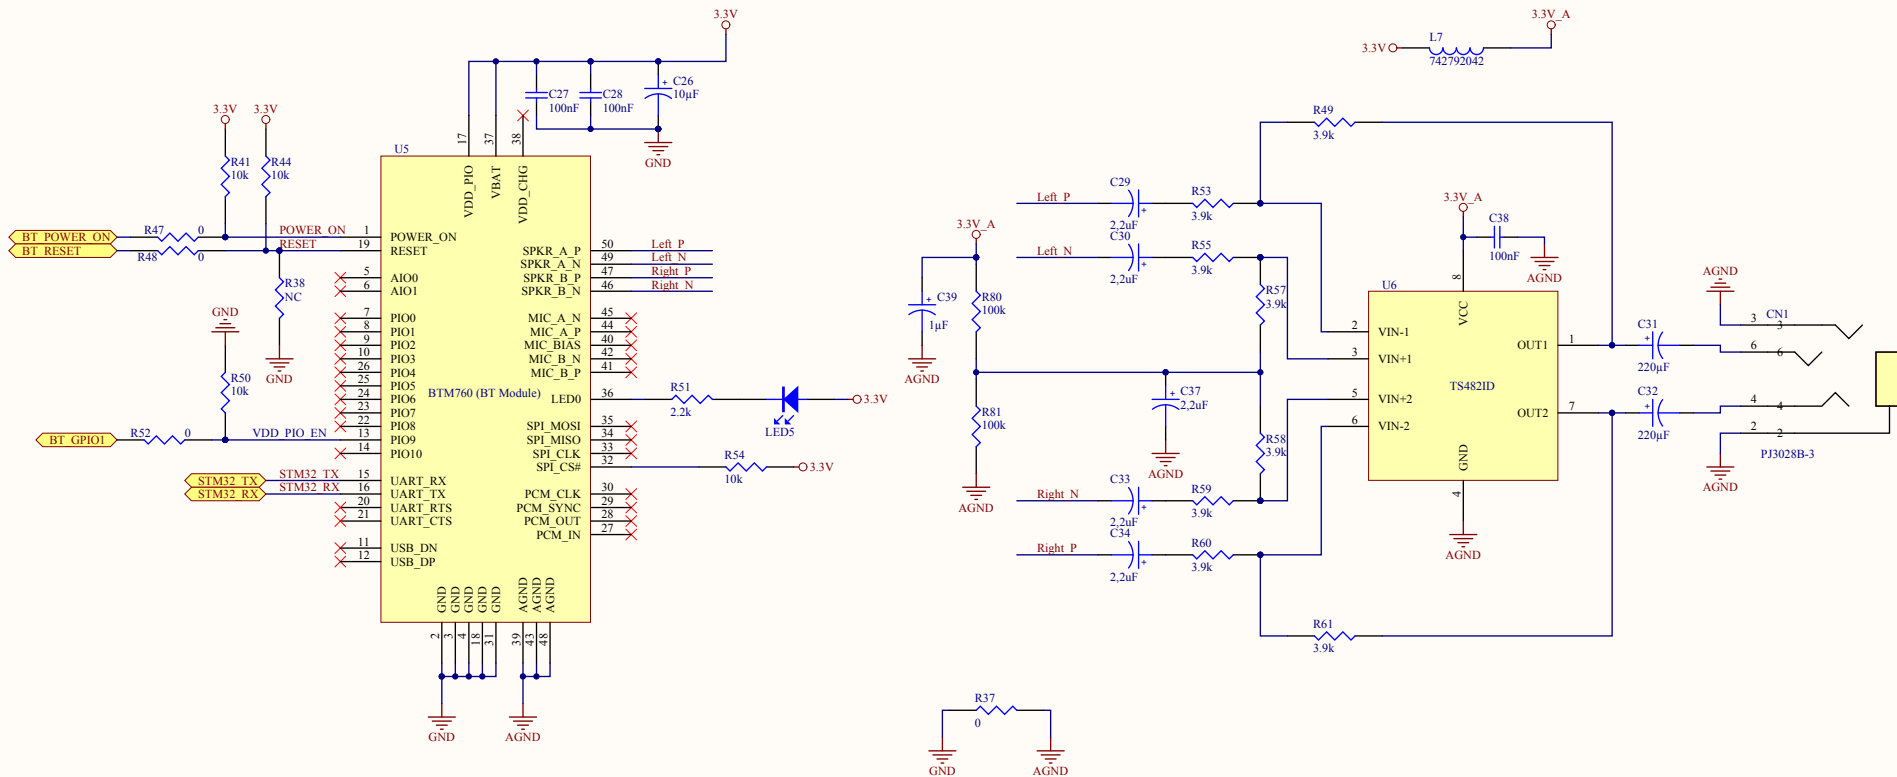 3.3V
3.3V_A
3.3V
L7
742792042
C27
100nF
C28
100nF
C26
10µF
GND
3.3V
3.3V
R41
10k
R44
10k
17
37
38
U5
VDD_PIO
VBAT
VDD_CHG
BT_POWER_ON
R47
0
POWER_ON
1
POWER_ON
BT_RESET
R48
0
RESET
19
RESET
R38
NC
GND
5
AIO0
6
AIO1
7
PIO0
8
PIO1
9
PIO2
10
PIO3
26
PIO4
25
PIO5
24
PIO6
23
PIO7
22
PIO8
13
PIO9
14
PIO10
GND
R50
10k
BT_GPIO1
R52
0
VDD_PIO_EN
STM32_TX
STM32_TX
15
UART_RX
STM32_RX
STM32_RX
16
UART_TX
20
UART_RTS
21
UART_CTS
11
USB_DN
12
USB_DP
BTM760 (BT Module)
SPKR_A_P
50
Left_P
SPKR_A_N
49
Left_N
SPKR_B_P
47
Right_P
SPKR_B_N
46
Right_N
MIC_A_N
45
MIC_A_P
44
MIC_BIAS
40
MIC_B_N
42
MIC_B_P
41
LED0
36
R51
2.2k
LED5
3.3V
SPI_MOSI
35
SPI_MISO
34
SPI_CLK
33
SPI_CS#
32
R54
10k
3.3V
PCM_CLK
30
PCM_SYNC
29
PCM_OUT
28
PCM_IN
27
GND
GND
GND
GND
GND
AGND
AGND
AGND
2
3
4
18
31
39
43
48
GND
AGND
R49
3.9k
Left_P
C29
2,2uF
R53
3.9k
Left_N
C30
2,2uF
R55
3.9k
3.3V_A
C39
1µF
AGND
R80
100k
R81
100k
AGND
C37
2,2uF
AGND
R57
3.9k
R58
3.9k
Right_N
C33
2,2uF
R59
3.9k
Right_P
C34
2,2uF
R60
3.9k
R61
3.9k
3.3V_A
C38
100nF
AGND
8
U6
VCC
2
VIN-1
3
VIN+1
5
VIN+2
6
VIN-2
TS482ID
OUT1
1
OUT2
7
GND
4
AGND
C31
220µF
C32
220µF
AGND
CN1
3
3
6
6
4
4
2
2
PJ3028B-3
AGND
R37
0
GND
AGND